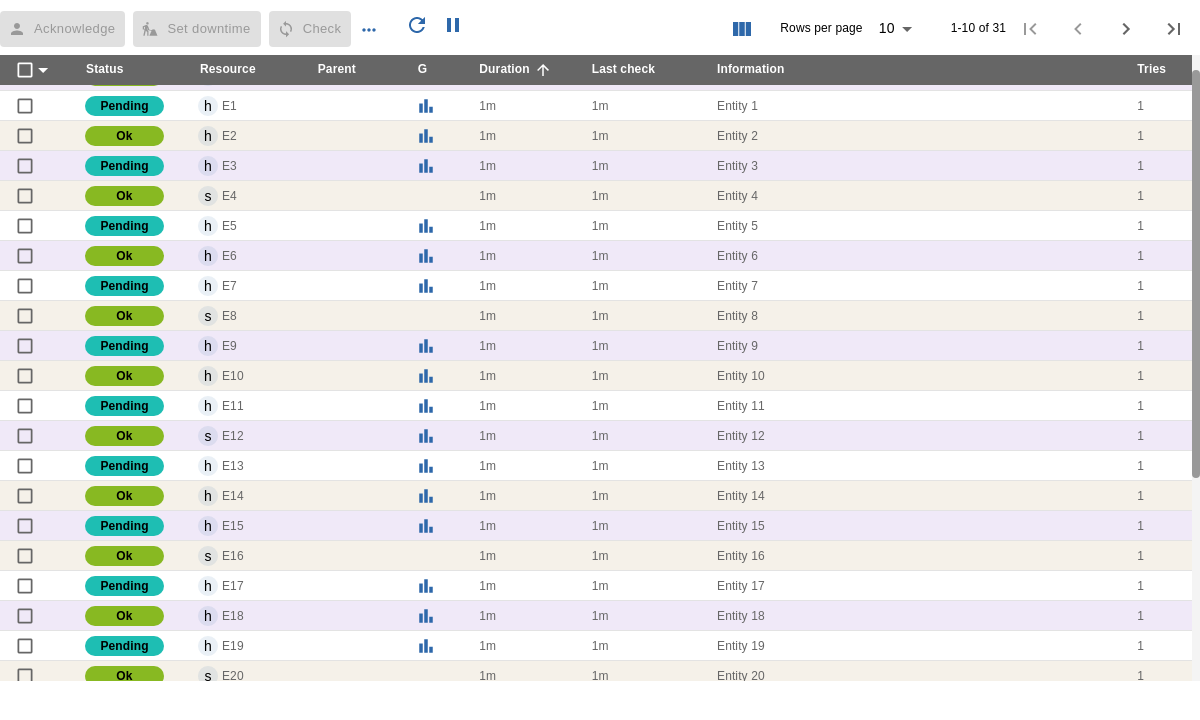 Acknowledge Set downtime Check ... Rows per page 10 1-10 of 31
Status Resource Parent G Duration Last check Information Tries
Pending h E1 1m 1m Entity 1 1
Ok h E2 1m 1m Entity 2 1
Pending h E3 1m 1m Entity 3 1
Ok s E4 1m 1m Entity 4 1
Pending h E5 1m 1m Entity 5 1
Ok h E6 1m 1m Entity 6 1
Pending h E7 1m 1m Entity 7 1
Ok s E8 1m 1m Entity 8 1
Pending h E9 1m 1m Entity 9 1
Ok h E10 1m 1m Entity 10 1
Pending h E11 1m 1m Entity 11 1
Ok s E12 1m 1m Entity 12 1
Pending h E13 1m 1m Entity 13 1
Ok h E14 1m 1m Entity 14 1
Pending h E15 1m 1m Entity 15 1
Ok s E16 1m 1m Entity 16 1
Pending h E17 1m 1m Entity 17 1
Ok h E18 1m 1m Entity 18 1
Pending h E19 1m 1m Entity 19 1
Ok s E20 1m 1m Entity 20 1